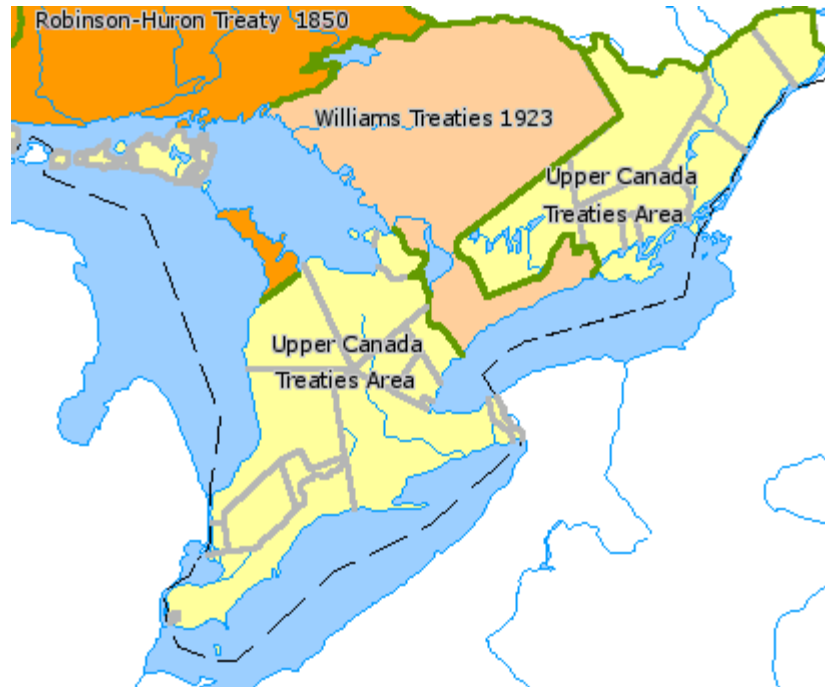 Robinson-Huron Treaty 1850
Williams Treaties 1923
Upper Canada
Treaties Area
Upper Canada
Treaties Area